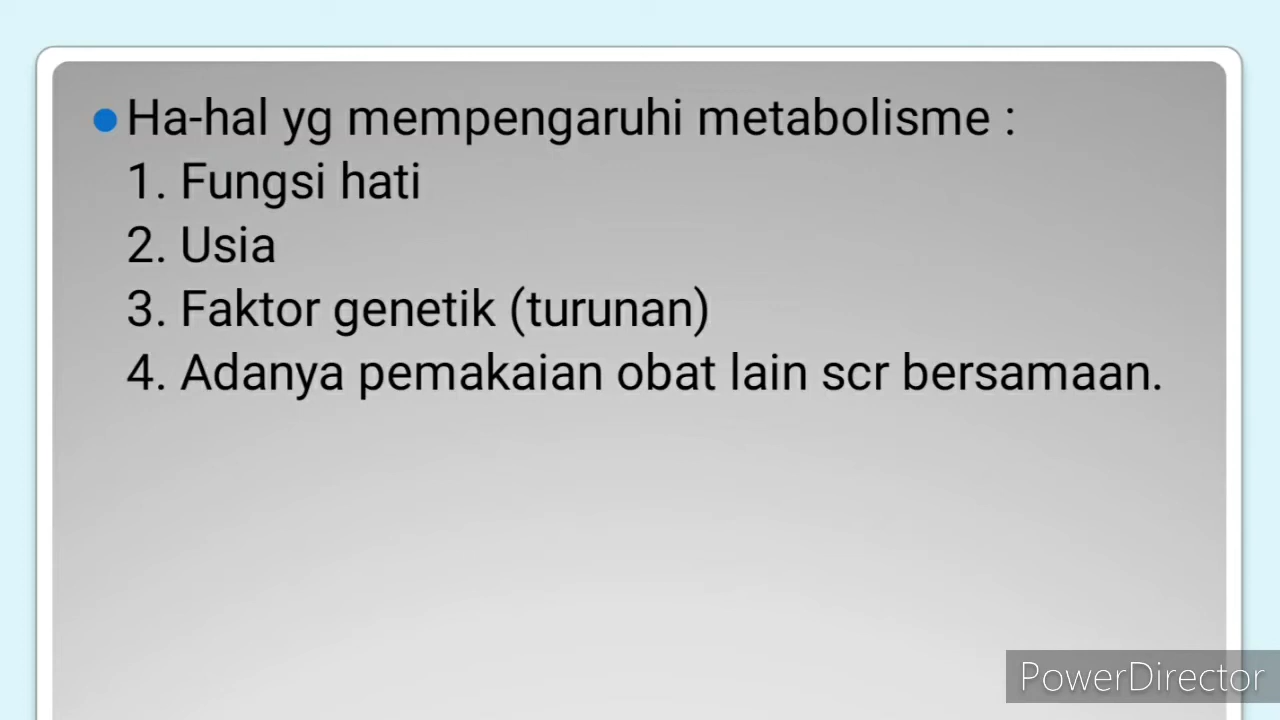 Ha-hal yg mempengaruhi metabolisme :
1. Fungsi hati
2. Usia
3. Faktor genetik (turunan)
4. Adanya pemakaian obat lain scr bersamaan.
PowerDirector